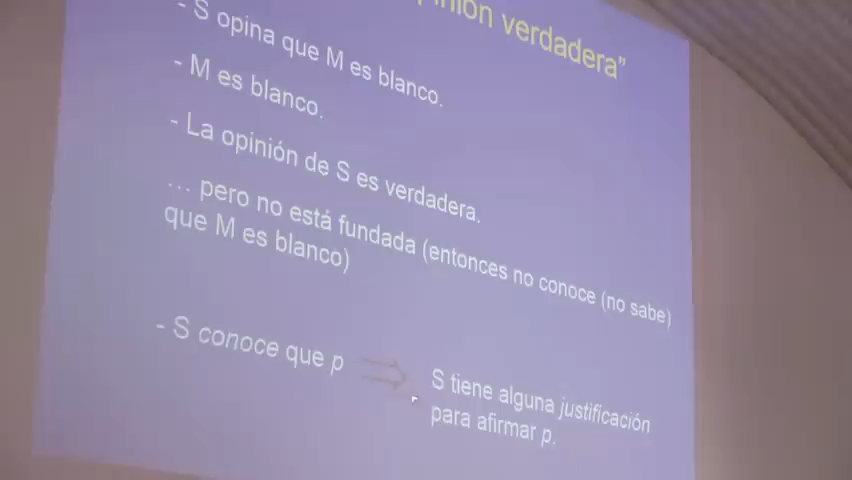 verdadera”
- S opina que M es blanco.
- M es blanco.
- La opinión de S es verdadera.
… pero no está fundada (entonces no conoce (no sabe)
que M es blanco)
- S conoce que p
S tiene alguna justificación
para afirmar p.